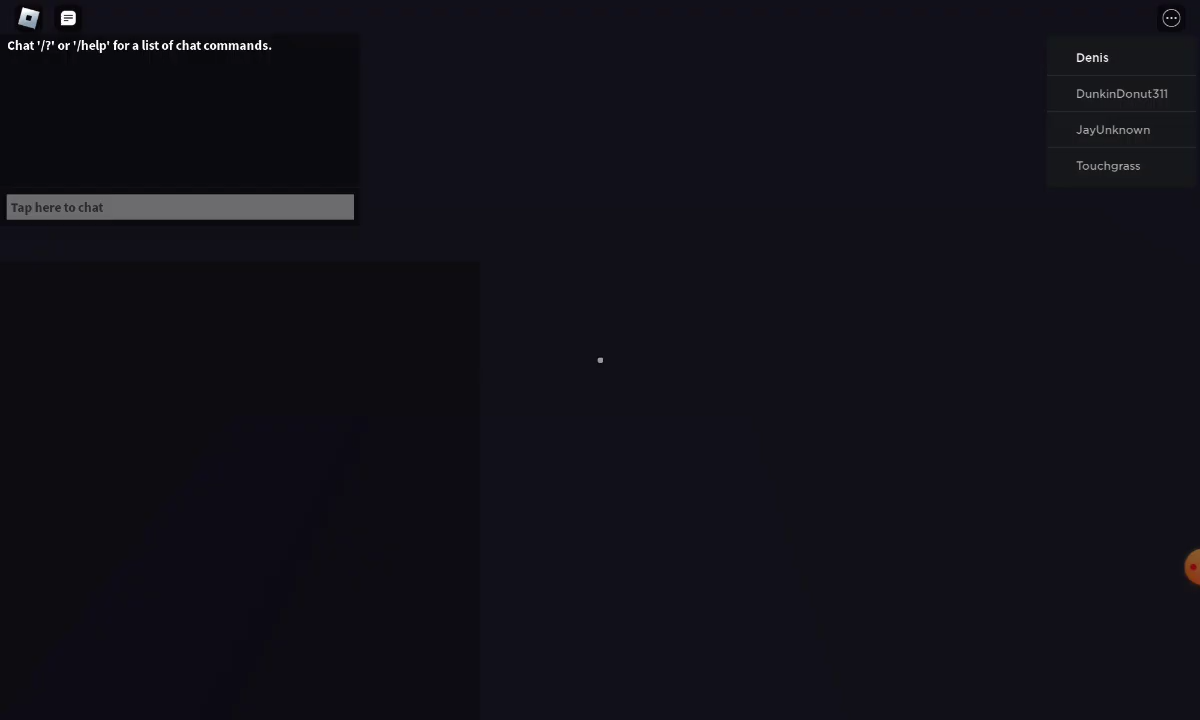 Chat '/?' or '/help' for a list of chat commands.
Tap here to chat
Denis
DunkinDonut311
JayUnknown
Touchgrass